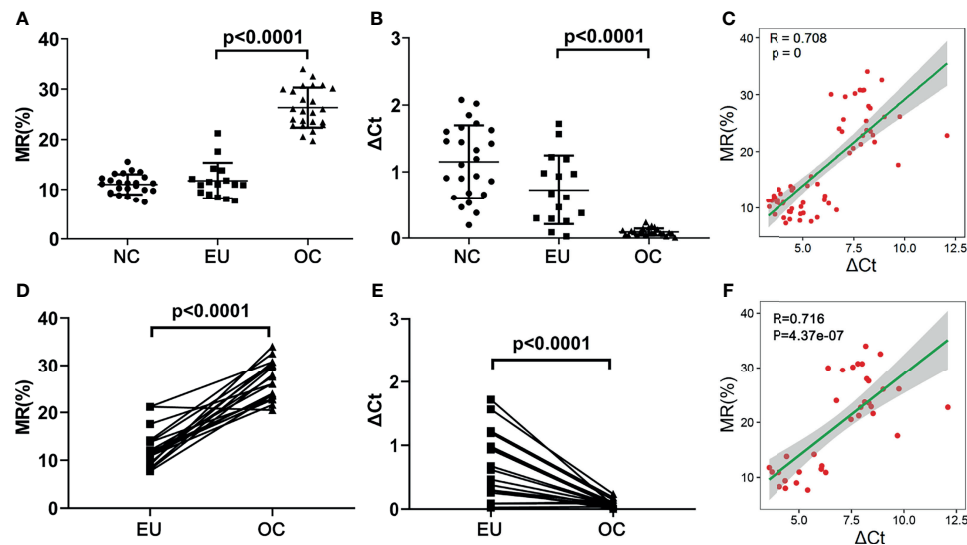 A
p<0.0001
MR(%)
40
30
20
10
0
NC EU OC
B
p<0.0001
ΔCt
3
2
1
0
NC EU OC
C
R = 0.708
p = 0
MR(%)
40
30
20
10
5.0 7.5 10.0 12.5
ΔCt
D
p<0.0001
MR(%)
40
30
20
10
0
EU OC
E
p<0.0001
ΔCt
3
2
1
0
EU OC
F
R=0.716
P=4.37e-07
MR(%)
40
30
20
10
5.0 7.5 10.0 12.5
ΔCt